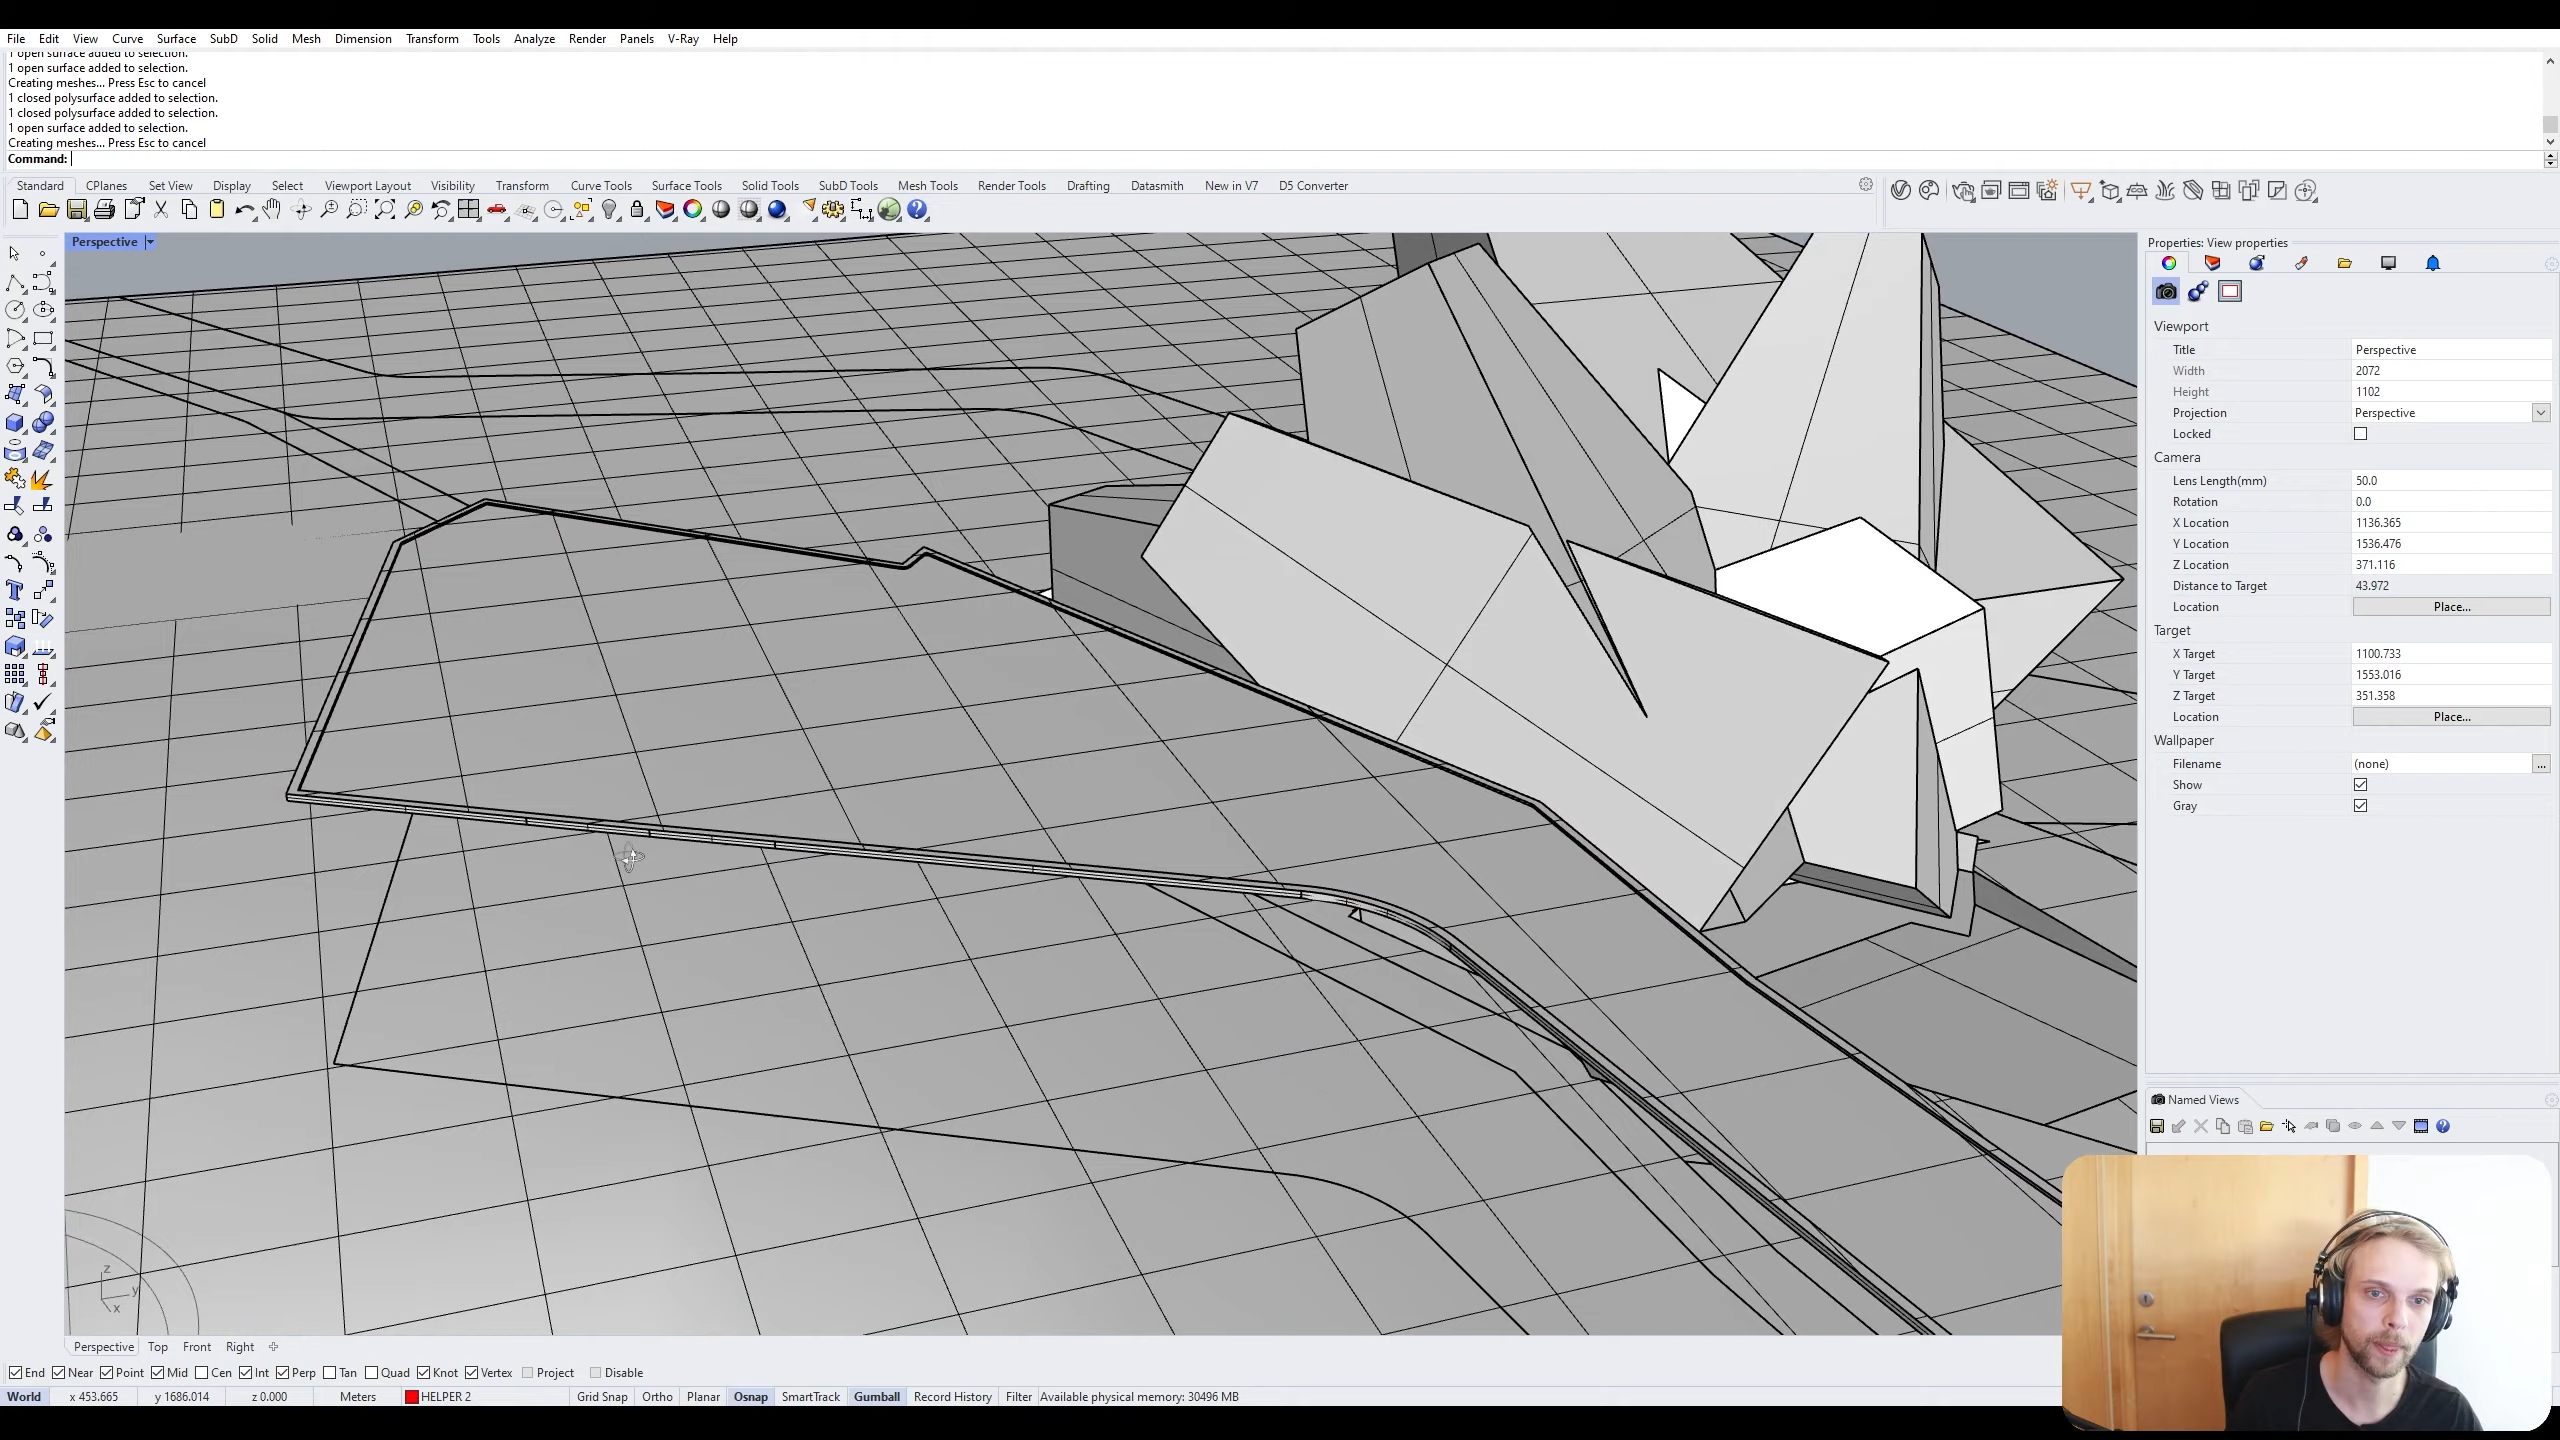 File Edit View Curve Surface SubD Solid Mesh Dimension Transform Tools Analyze Render Panels V-Ray Help
1 open surface added to selection.
1 open surface added to selection.
Creating meshes... Press Esc to cancel
1 closed polysurface added to selection.
1 closed polysurface added to selection.
1 open surface added to selection.
Creating meshes... Press Esc to cancel
Command:
Standard CPlanes Set View Display Select Viewport Layout Visibility Transform Curve Tools Surface Tools Solid Tools SubD Tools Mesh Tools Render Tools Drafting Datasmith New in V7 D5 Converter
Perspective
Properties: View properties
Viewport
Title Perspective
Width 2072
Height 1102
Projection Perspective
Locked
Camera
Lens Length(mm) 50.0
Rotation 0.0
X Location 1136.365
Y Location 1536.476
Z Location 371.116
Distance to Target 43.972
Location Place...
Target
X Target 1100.733
Y Target 1553.016
Z Target 351.358
Location Place...
Wallpaper
Filename (none) ...
Show
Gray
Named Views
z
y
x
Perspective Top Front Right
End Near Point Mid Cen Int Perp Tan Quad Knot Vertex Project Disable
World x 453.665 y 1686.014 z 0.000 Meters HELPER 2 Grid Snap Ortho Planar Osnap SmartTrack Gumball Record History Filter Available physical memory: 30496 MB